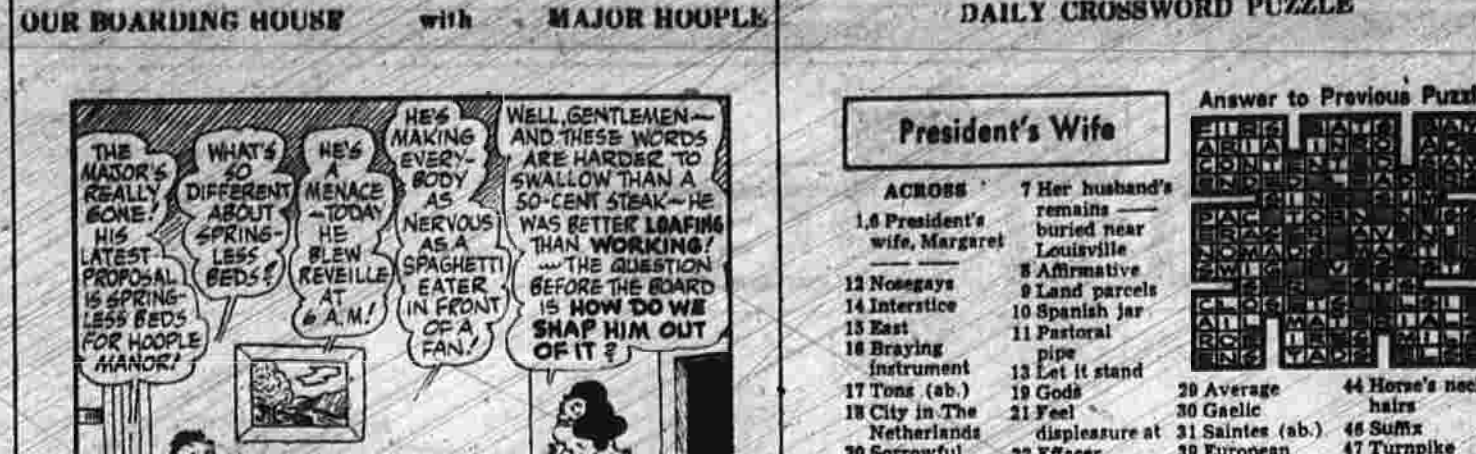 OUR BOARDING HOUSE with MAJOR HOOPLE
THE
MAJOR'S
REALLY
GONE!
HIS
LATEST
PROPOSAL
IS SPRING-
LESS BEDS
FOR HOOPLE
MANOR!
WHAT'S
SO
DIFFERENT
ABOUT
SPRING-
LESS
BEDS?
HE'S
A
MENACE
—TODAY
HE
BLEW
REVEILLE
AT
6 A.M.!
HE'S
MAKING
EVERY-
BODY
AS
NERVOUS
AS A
SPAGHETTI
EATER
IN FRONT
OF A
FAN!
WELL, GENTLEMEN—
AND THESE WORDS
ARE HARDER TO
SWALLOW THAN A
50-CENT STEAK—HE
WAS BETTER LOAFING
THAN WORKING!
—THE QUESTION
BEFORE THE BOARD
IS HOW DO WE
SNAP HIM OUT
OF IT?
DAILY CROSSWORD PUZZLE
President's Wife
ACROSS
1,6 President's
wife, Margaret
12 Nosegays
14 Interstice
15 East
16 Braying
instrument
17 Tons (ab.)
18 City in The
Netherlands
20 Sorrowful
7 Her husband's
remains ——
buried near
Louisville
8 Affirmative
9 Land parcels
10 Spanish jar
11 Pastoral
pipe
13 Let it stand
19 Gods
21 Feel
displeasure at
Answer to Previous
29 Average
30 Gaelic
31 Saintes (ab.)
European
44 Horse's
hairs
46 Suffix
47 Turnpike